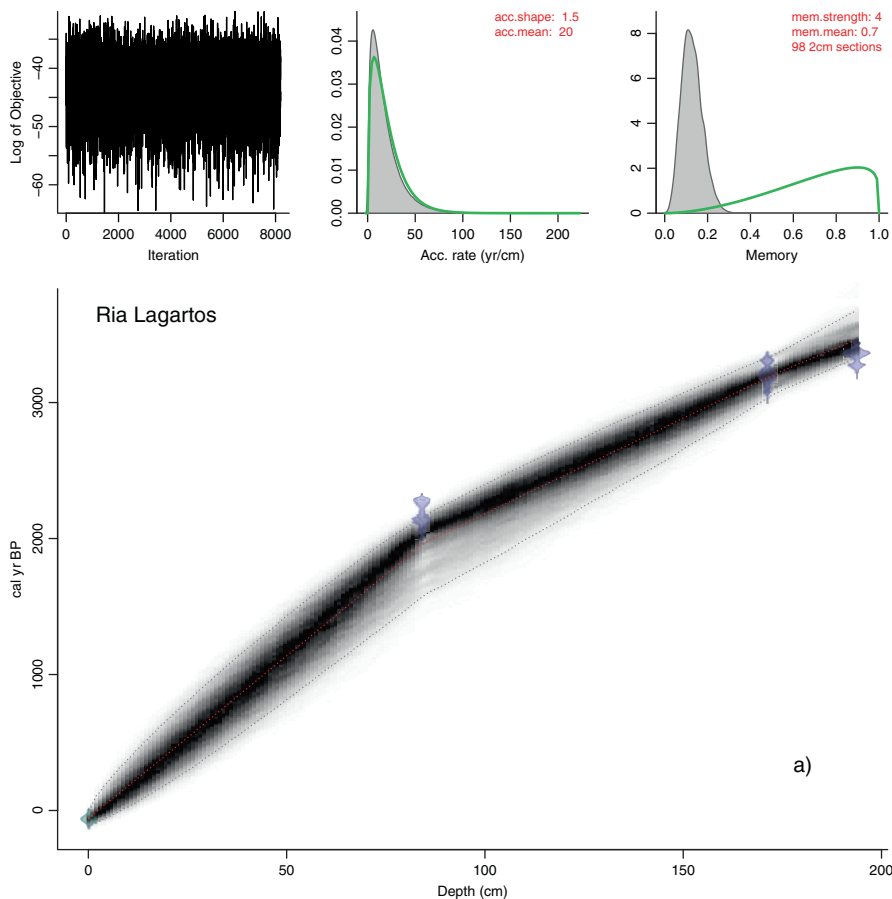 Log of Objective
−40
−50
−60
0
2000
4000
6000
8000
Iteration
acc.shape: 1.5
acc.mean: 20
0.04
0.03
0.02
0.01
0.00
0
50
100
150
200
Acc. rate (yr/cm)
mem.strength: 4
mem.mean: 0.7
98 2cm sections
8
6
4
2
0
0.0
0.2
0.4
0.6
0.8
1.0
Memory
Ria Lagartos
cal yr BP
3000
2000
1000
0
a)
0
50
100
150
200
Depth (cm)